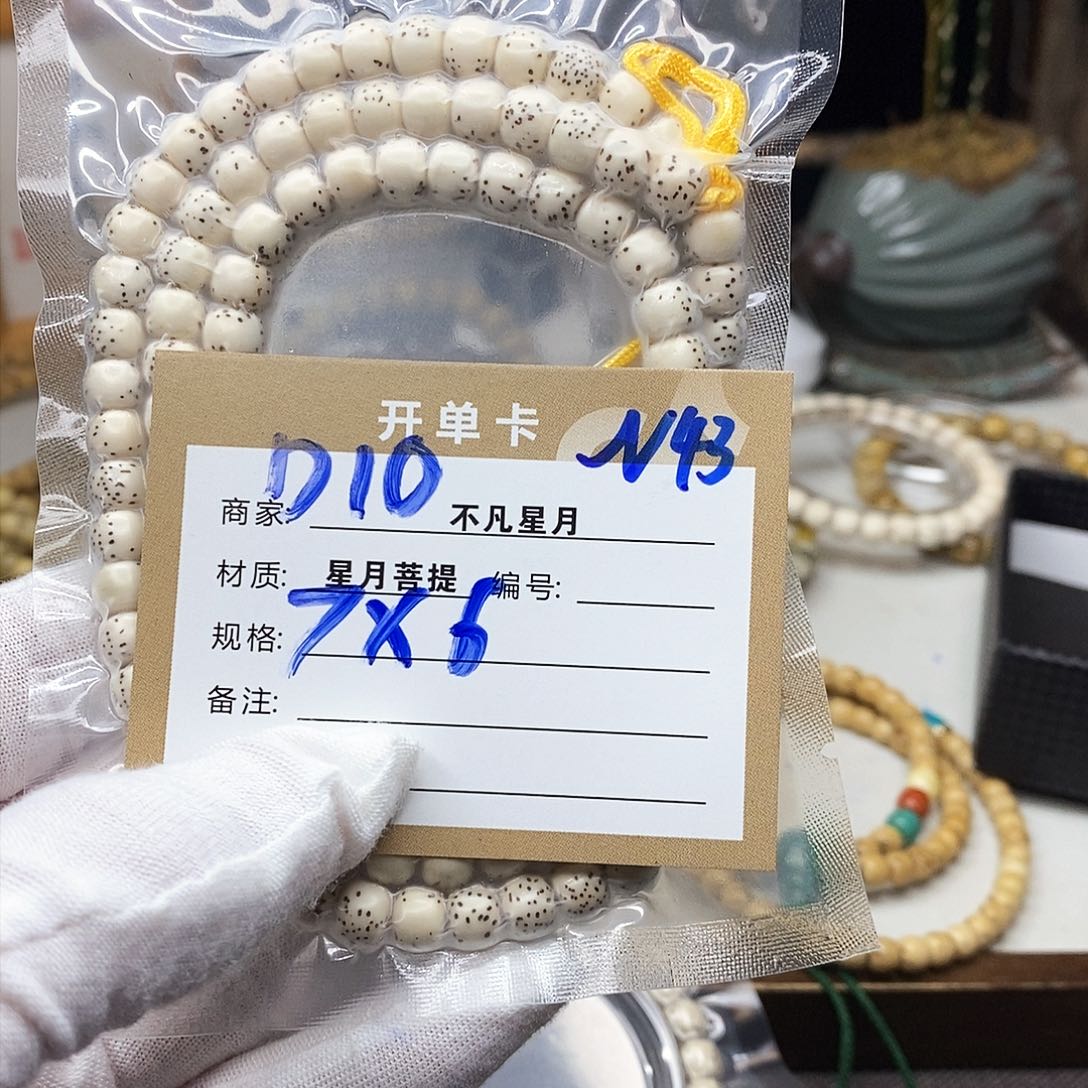 开单卡 N43
D10
商家: 不凡星月
材质: 星月菩提 编号:
规格: 7X6
备注: